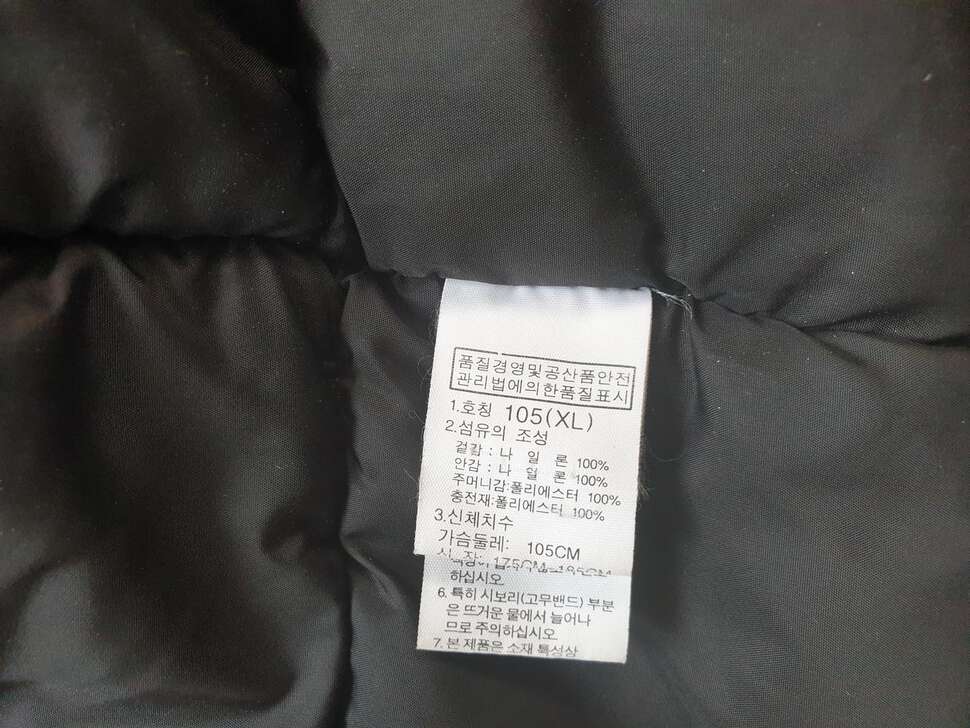 품질경영및공산품안전
관리법에의한품질표시
1.호칭 105(XL)
2.섬유의 조성
겉감 : 나 일 론 100%
안감 : 나 일 론 100%
주머니감:폴리에스터 100%
충전재:폴리에스터 100%
3.신체치수
가슴둘레: 105CM
하십시오
6. 특히 시보리(고무밴드) 부분
은 뜨거운 물에서 늘어나
므로 주의하십시오
7. 본 제품은 소재 특성상